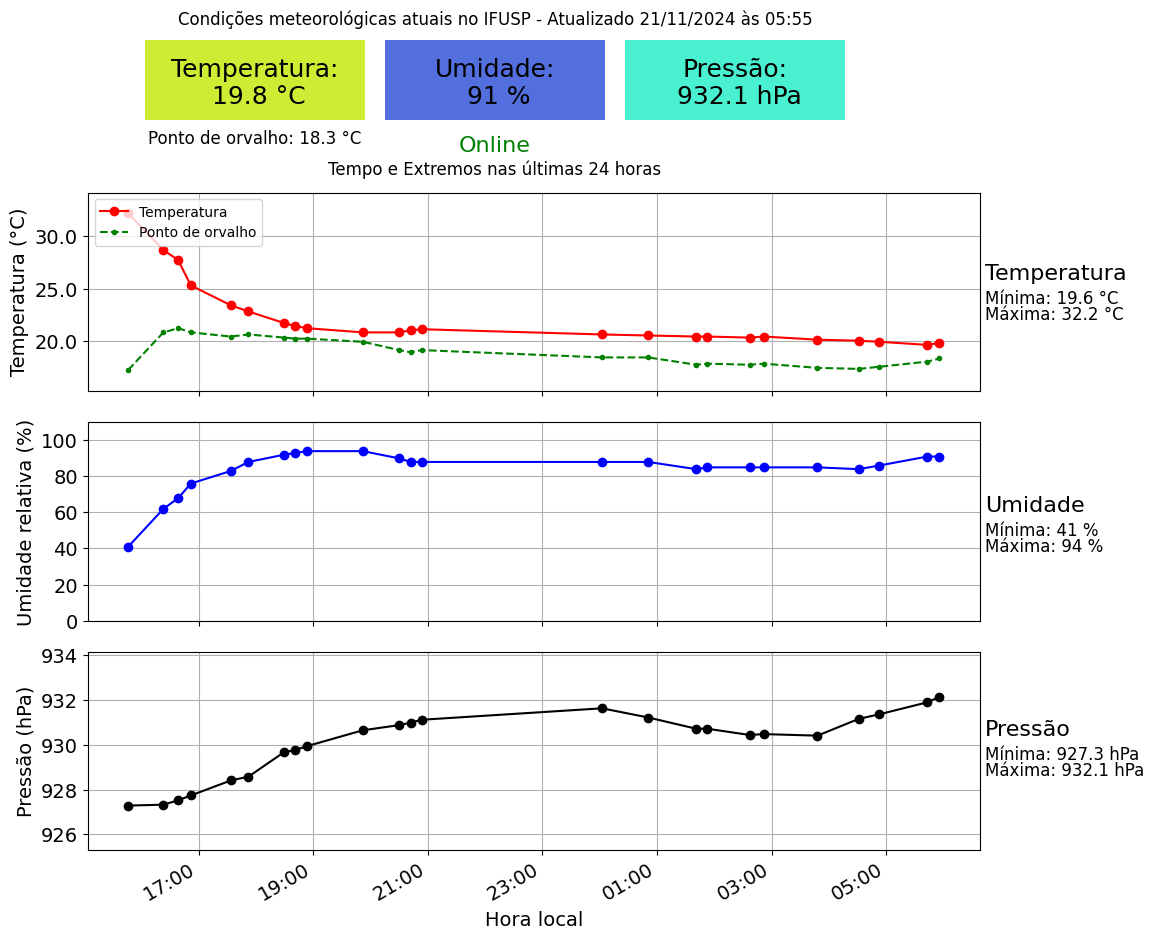 Condições meteorológicas atuais no IFUSP - Atualizado 21/11/2024 às 05:55
Temperatura:
19.8 °C
Umidade:
91 %
Pressão:
932.1 hPa
Ponto de orvalho: 18.3 °C
Online
Tempo e Extremos nas últimas 24 horas
Temperatura (°C)
30.0
25.0
20.0
Temperatura
Ponto de orvalho
Temperatura
Mínima: 19.6 °C
Máxima: 32.2 °C
Umidade relativa (%)
100
80
60
40
20
0
Umidade
Mínima: 41 %
Máxima: 94 %
Pressão (hPa)
934
932
930
928
926
Pressão
Mínima: 927.3 hPa
Máxima: 932.1 hPa
17:00
19:00
21:00
23:00
01:00
03:00
05:00
Hora local